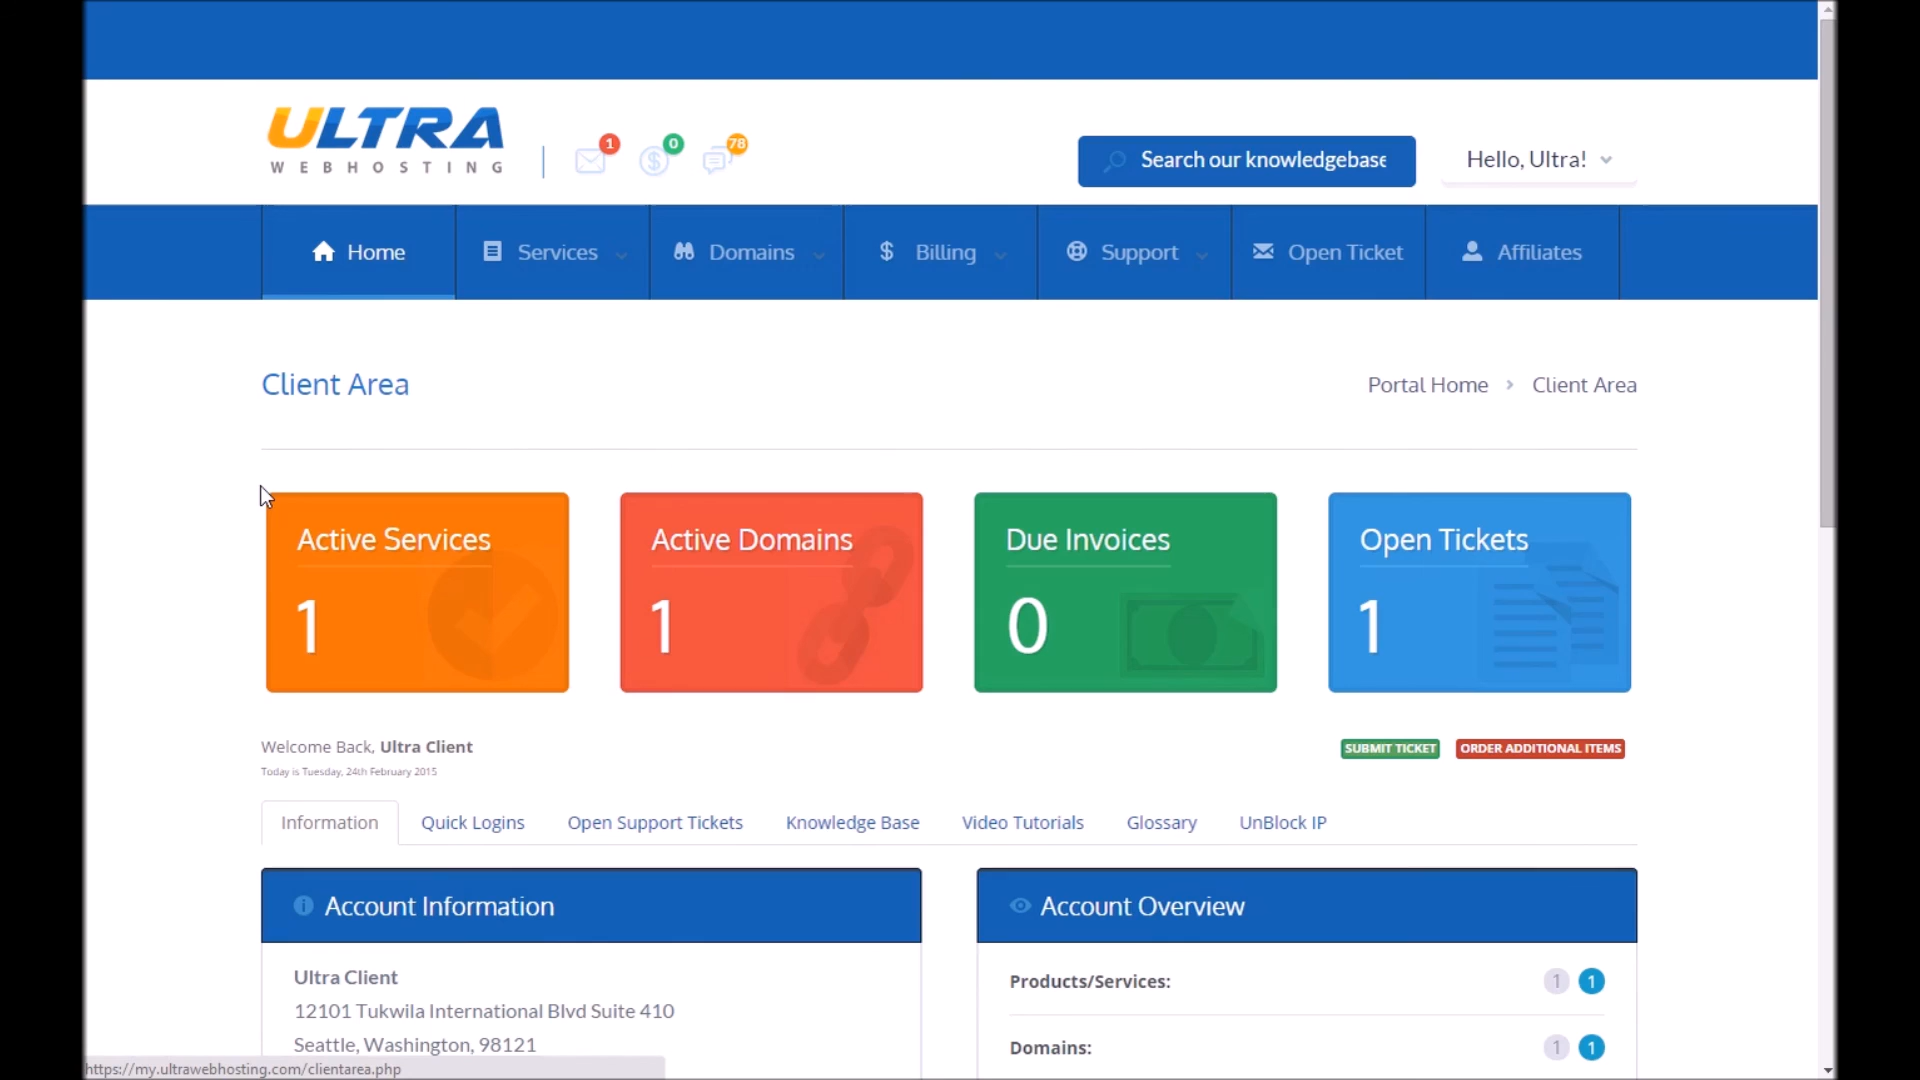 ULTRA
WEBHOSTING
1
0
78
Search our knowledgebase
Hello, Ultra!
Home
Services
Domains
$ Billing
Support
Open Ticket
Affiliates
Client Area
Portal Home > Client Area
Active Services
1
Active Domains
1
Due Invoices
0
Open Tickets
1
Welcome Back, Ultra Client
Today is Tuesday, 24th February 2015
SUBMIT TICKET
ORDER ADDITIONAL ITEMS
Information
Quick Logins
Open Support Tickets
Knowledge Base
Video Tutorials
Glossary
UnBlock IP
Account Information
Ultra Client
12101 Tukwila International Blvd Suite 410
Seattle, Washington, 98121
Account Overview
Products/Services: 1 1
Domains: 1 1
https://my.ultrawebhosting.com/clientarea.php